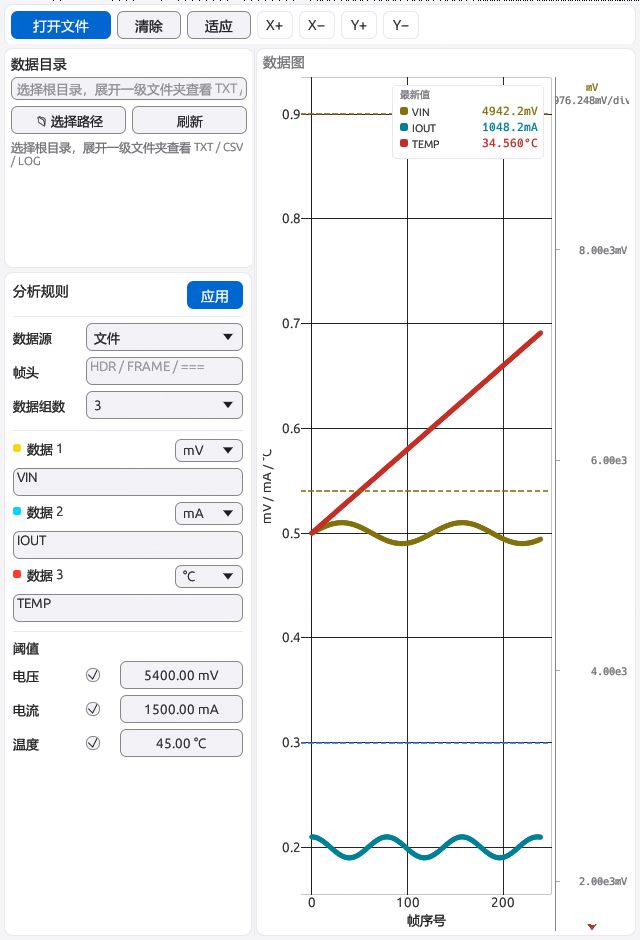 打开文件
清除
适应
X+
X−
Y+
Y−
数据目录
选择根目录，展开一级文件夹查看 TXT /
选择路径
刷新
选择根目录，展开一级文件夹查看 TXT / CSV
/ LOG
分析规则
应用
数据源
文件
帧头
HDR / FRAME / ===
数据组数
3
数据 1
mV
VIN
数据 2
mA
IOUT
数据 3
℃
TEMP
阈值
电压
5400.00 mV
电流
1500.00 mA
温度
45.00 ℃
数据图
最新值
VIN 4942.2mV
IOUT 1048.2mA
TEMP 34.560°C
0.9
0.8
0.7
0.6
0.5
0.4
0.3
0.2
mV / mA / ℃
0
100
200
帧序号
mV
976.248mV/div
8.00e3mV
6.00e3
4.00e3
2.00e3mV